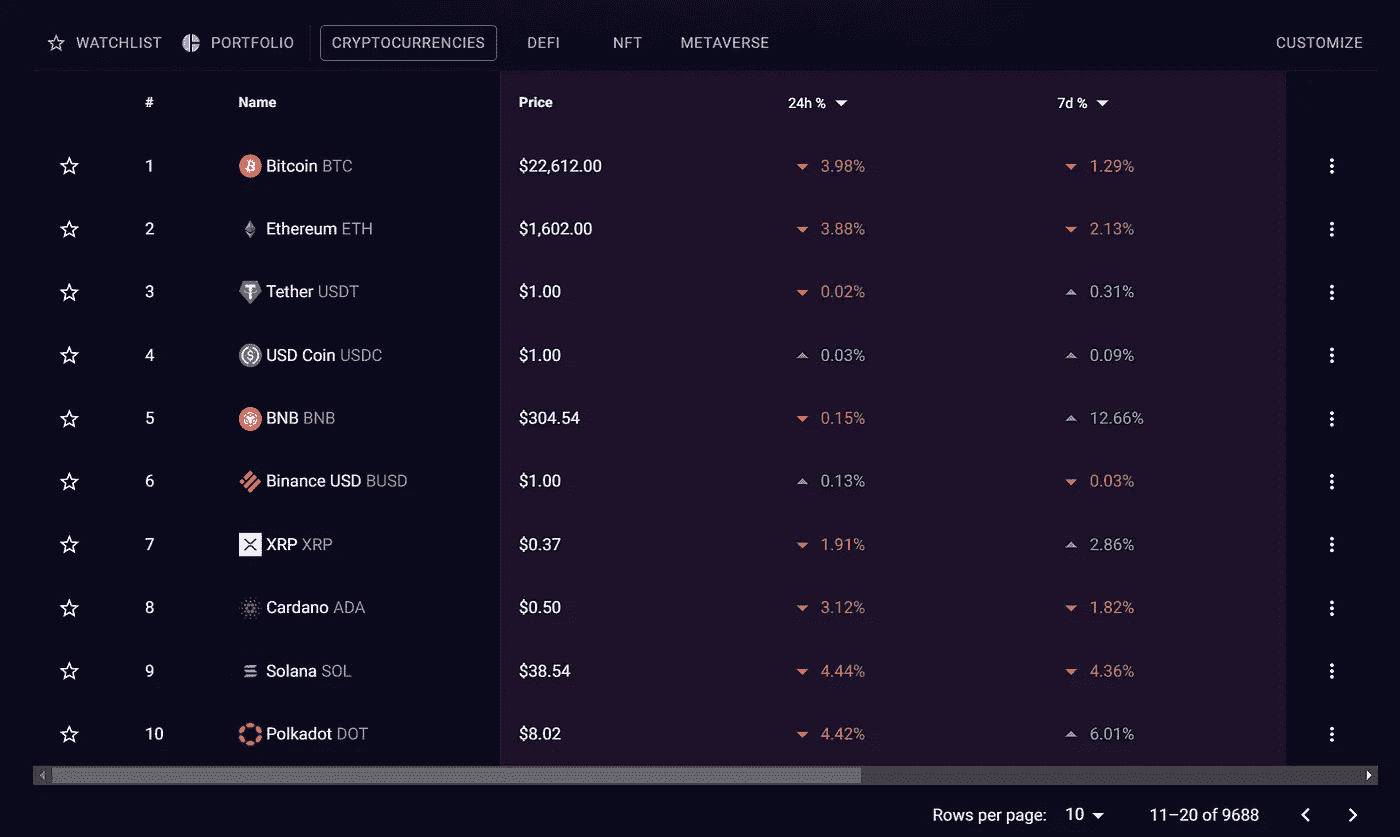 WATCHLIST PORTFOLIO CRYPTOCURRENCIES DEFI NFT METAVERSE CUSTOMIZE
# Name Price 24h % 7d %
1 Bitcoin BTC $22,612.00 3.98% 1.29%
2 Ethereum ETH $1,602.00 3.88% 2.13%
3 Tether USDT $1.00 0.02% 0.31%
4 USD Coin USDC $1.00 0.03% 0.09%
5 BNB BNB $304.54 0.15% 12.66%
6 Binance USD BUSD $1.00 0.13% 0.03%
7 XRP XRP $0.37 1.91% 2.86%
8 Cardano ADA $0.50 3.12% 1.82%
9 Solana SOL $38.54 4.44% 4.36%
10 Polkadot DOT $8.02 4.42% 6.01%
Rows per page: 10 11–20 of 9688